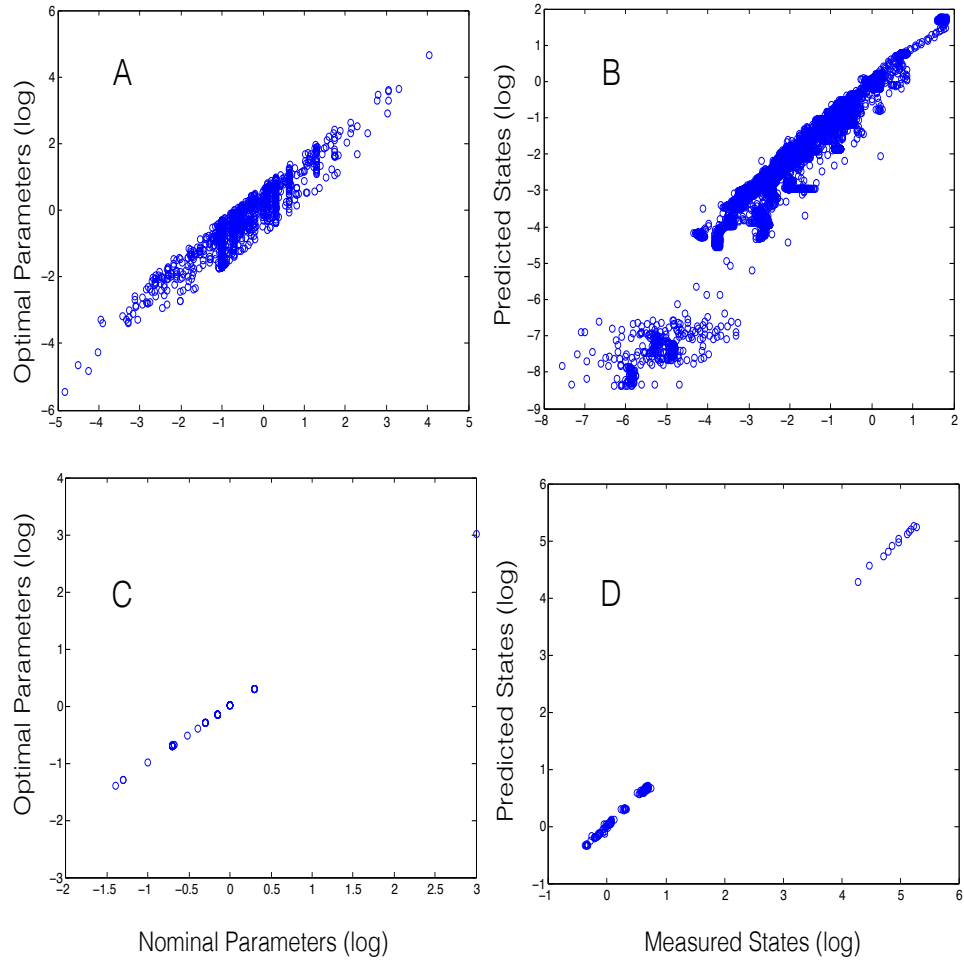 Optimal Parameters (log)
A
6
4
2
0
−2
−4
−6
−5 −4 −3 −2 −1 0 1 2 3 4 5
Predicted States (log)
B
2
1
0
−1
−2
−3
−4
−5
−6
−7
−8
−9
−8 −7 −6 −5 −4 −3 −2 −1 0 1 2
Optimal Parameters (log)
C
4
3
2
1
0
−1
−2
−3
−2 −1.5 −1 −0.5 0 0.5 1 1.5 2 2.5 3
Nominal Parameters (log)
Predicted States (log)
D
6
5
4
3
2
1
0
−1
−1 0 1 2 3 4 5 6
Measured States (log)